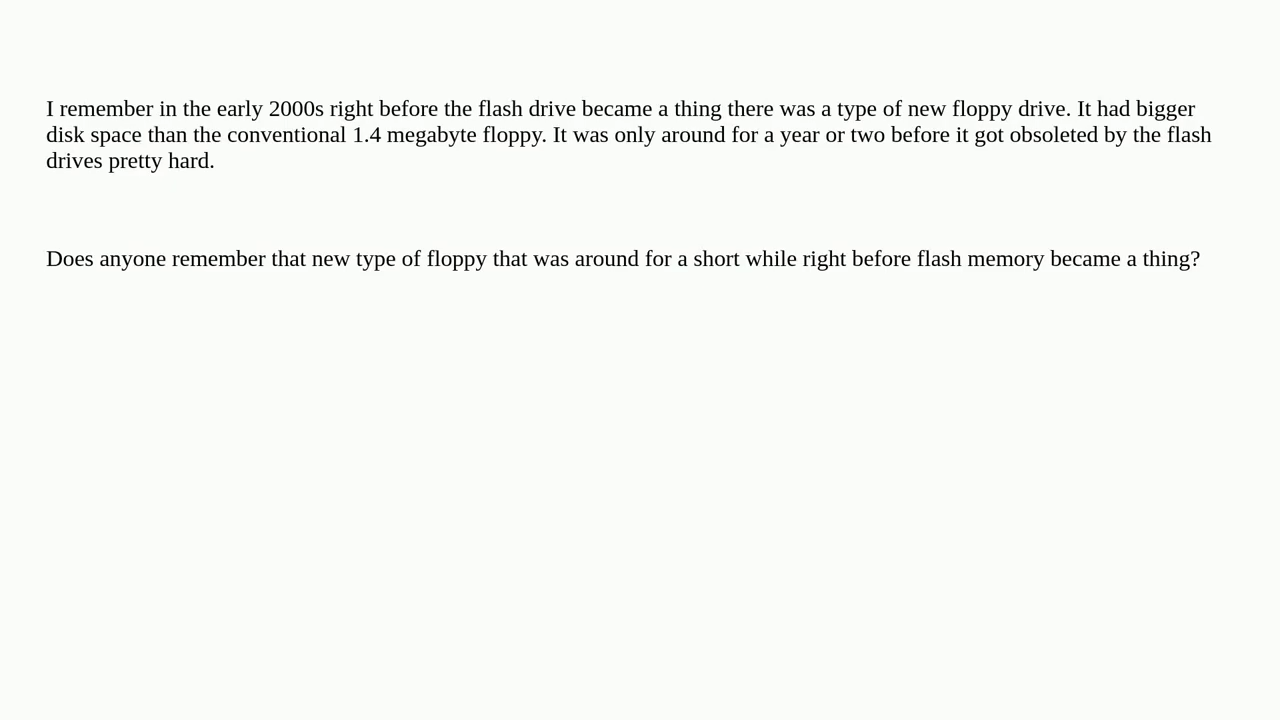 I remember in the early 2000s right before the flash drive became a thing there was a type of new floppy drive. It had bigger
disk space than the conventional 1.4 megabyte floppy. It was only around for a year or two before it got obsoleted by the flash
drives pretty hard.
Does anyone remember that new type of floppy that was around for a short while right before flash memory became a thing?